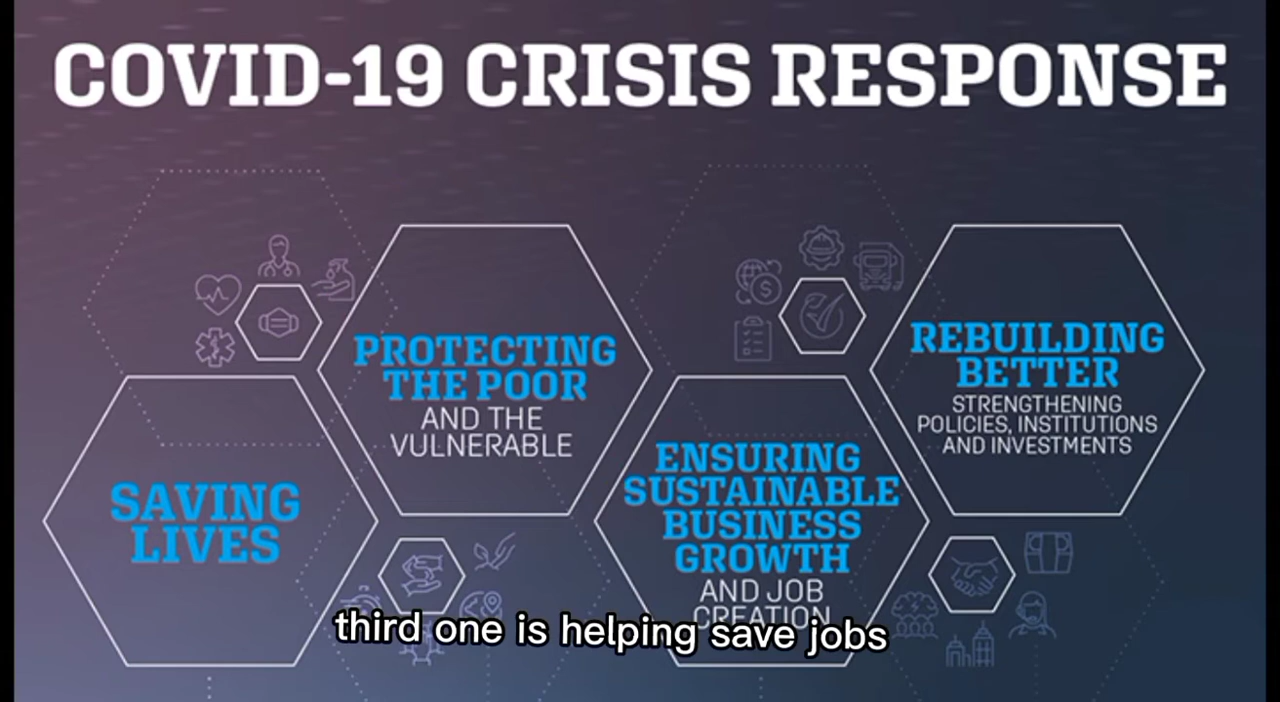 COVID-19 CRISIS RESPONSE
SAVING
LIVES
PROTECTING
THE POOR
AND THE
VULNERABLE
ENSURING
SUSTAINABLE
BUSINESS
GROWTH
AND JOB
CREATION
REBUILDING
BETTER
STRENGTHENING
POLICIES, INSTITUTIONS
AND INVESTMENTS
third one is helping save jobs